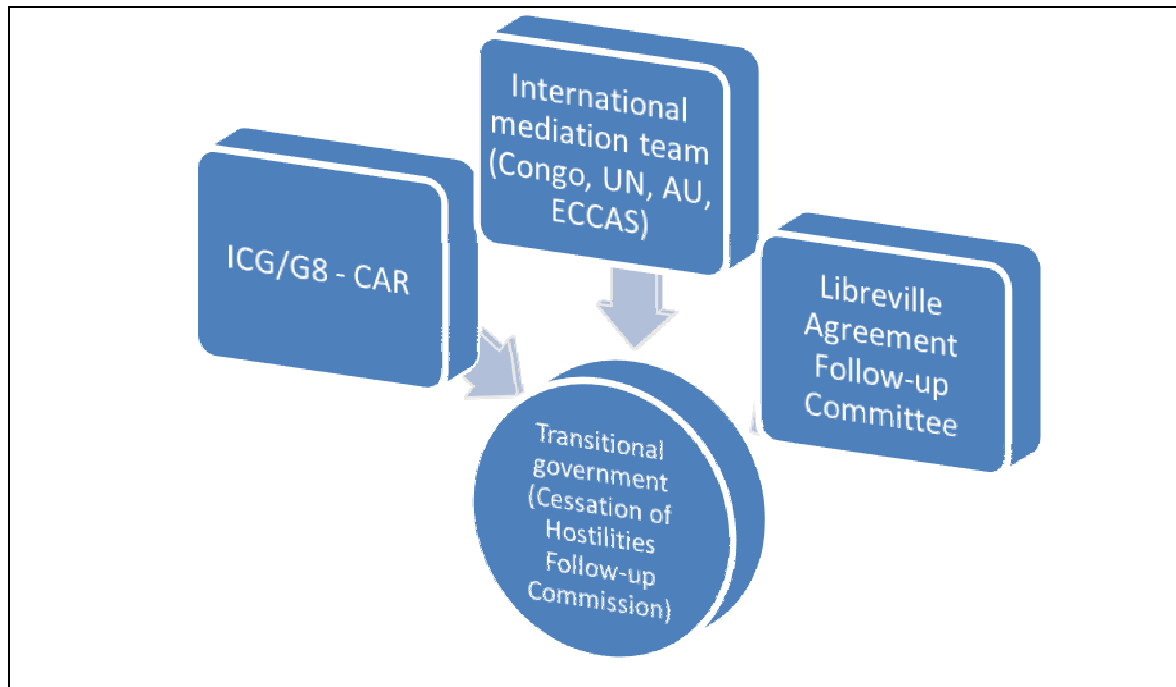 International
mediation team
(Congo, UN, AU,
ECCAS)
ICG/G8 - CAR
Libreville
Agreement
Follow-up
Committee
Transitional
government
(Cessation of
Hostilities
Follow-up
Commission)